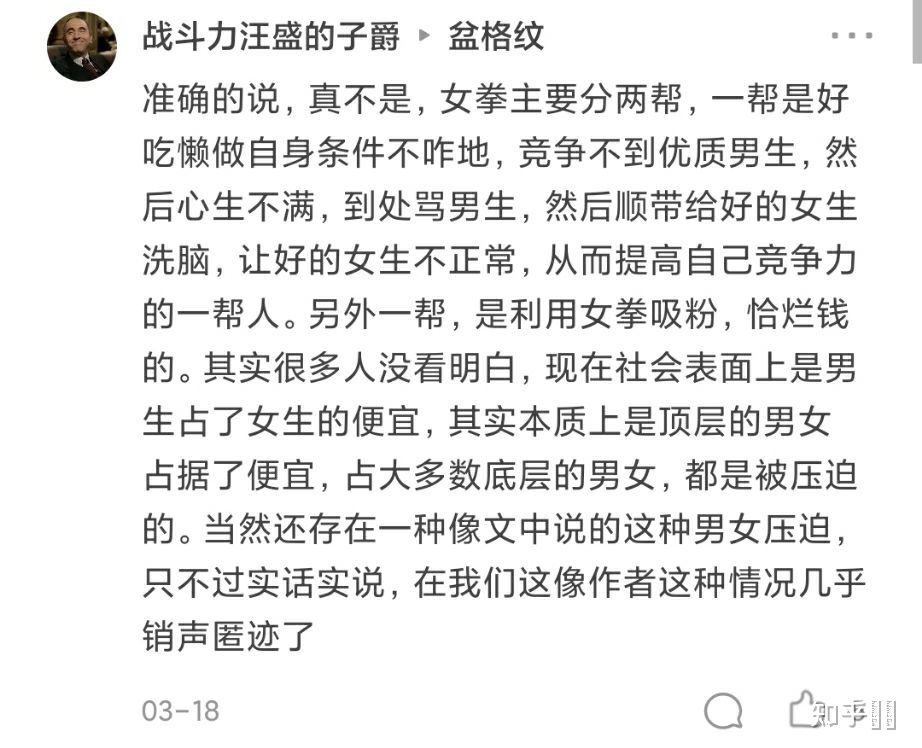 战斗力汪盛的子爵 ▸ 盆格纹
准确的说，真不是，女拳主要分两帮，一帮是好
吃懒做自身条件不咋地，竞争不到优质男生，然
后心生不满，到处骂男生，然后顺带给好的女生
洗脑，让好的女生不正常，从而提高自己竞争力
的一帮人。另外一帮，是利用女拳吸粉，恰烂钱
的。其实很多人没看明白，现在社会表面上是男
生占了女生的便宜，其实本质上是顶层的男女
占据了便宜，占大多数底层的男女，都是被压迫
的。当然还存在一种像文中说的这种男女压迫，
只不过实话实说，在我们这像作者这种情况几乎
销声匿迹了
03-18
知乎